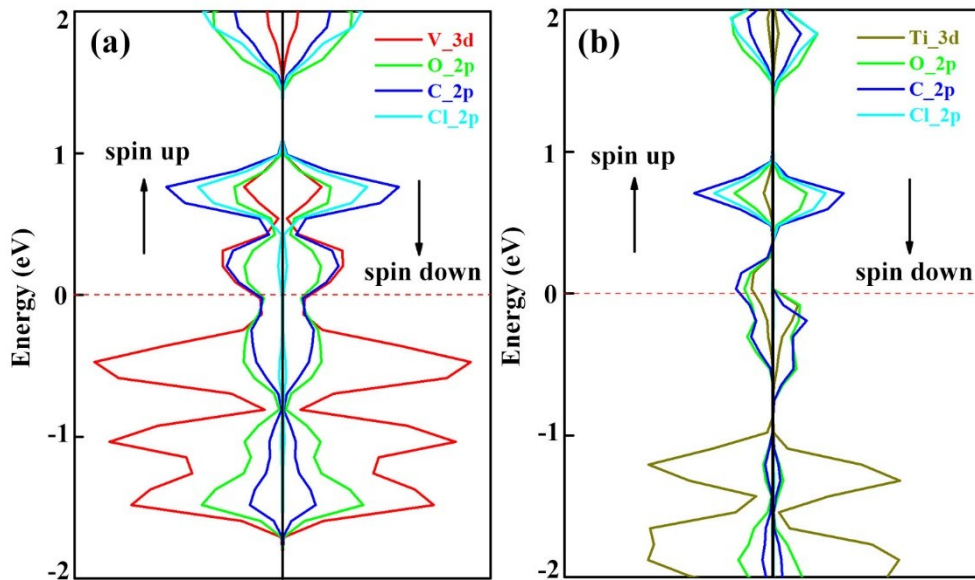 (a)
V_3d
O_2p
C_2p
Cl_2p
spin up
spin down
Energy (eV)
2
1
0
-1
-2
(b)
Ti_3d
O_2p
C_2p
Cl_2p
spin up
spin down
Energy (eV)
2
1
0
-1
-2